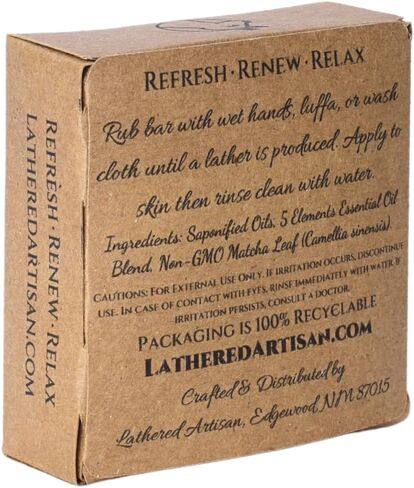 Refresh · Renew · Relax
Rub bar with wet hands, luffa, or wash
cloth until a lather is produced. Apply to
skin then rinse clean with water.
Ingredients: Saponified Oils, 5 Elements Essential Oil
Blend, Non-GMO Matcha Leaf (Camellia sinensis).
Cautions: For External Use Only. If irritation occurs, discontinue
use. In case of contact with eyes, rinse immediately with water. If
irritation persists, consult a doctor.
Packaging is 100% Recyclable
LatheredArtisan.com
Crafted & Distributed by
Lathered Artisan, Edgewood NM 87015
Refresh · Renew · Relax
LatheredArtisan.com